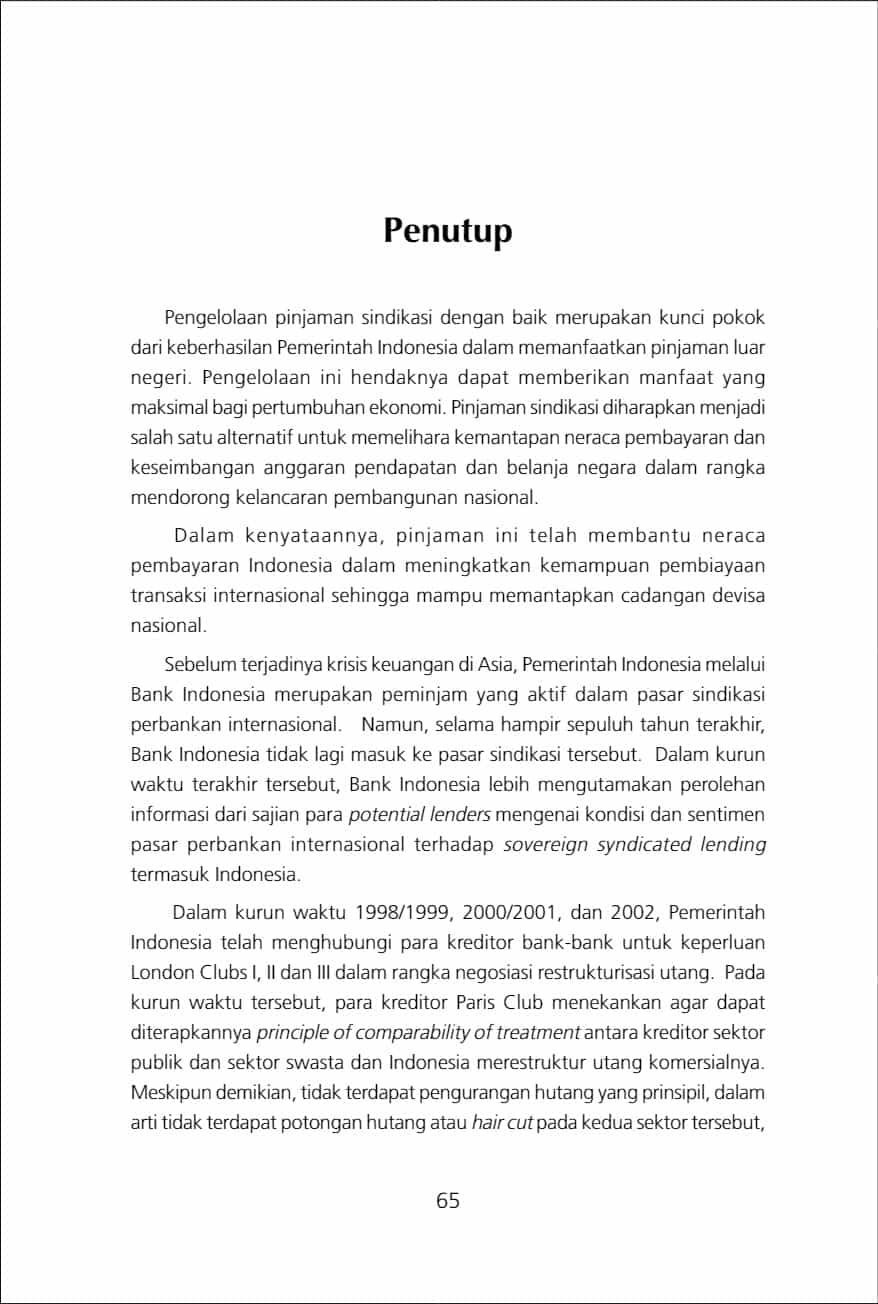 Penutup
Pengelolaan pinjaman sindikasi dengan baik merupakan kunci pokok
dari keberhasilan Pemerintah Indonesia dalam memanfaatkan pinjaman luar
negeri. Pengelolaan ini hendaknya dapat memberikan manfaat yang
maksimal bagi pertumbuhan ekonomi. Pinjaman sindikasi diharapkan menjadi
salah satu alternatif untuk memelihara kemantapan neraca pembayaran dan
keseimbangan anggaran pendapatan dan belanja negara dalam rangka
mendorong kelancaran pembangunan nasional.
Dalam kenyataannya, pinjaman ini telah membantu neraca
pembayaran Indonesia dalam meningkatkan kemampuan pembiayaan
transaksi internasional sehingga mampu memantapkan cadangan devisa
nasional.
Sebelum terjadinya krisis keuangan di Asia, Pemerintah Indonesia melalui
Bank Indonesia merupakan peminjam yang aktif dalam pasar sindikasi
perbankan internasional. Namun, selama hampir sepuluh tahun terakhir,
Bank Indonesia tidak lagi masuk ke pasar sindikasi tersebut. Dalam kurun
waktu terakhir tersebut, Bank Indonesia lebih mengutamakan perolehan
informasi dari sajian para potential lenders mengenai kondisi dan sentimen
pasar perbankan internasional terhadap sovereign syndicated lending
termasuk Indonesia.
Dalam kurun waktu 1998/1999, 2000/2001, dan 2002, Pemerintah
Indonesia telah menghubungi para kreditor bank-bank untuk keperluan
London Clubs I, II dan III dalam rangka negosiasi restrukturisasi utang. Pada
kurun waktu tersebut, para kreditor Paris Club menekankan agar dapat
diterapkannya principle of comparability of treatment antara kreditor sektor
publik dan sektor swasta dan Indonesia merestruktur utang komersialnya.
Meskipun demikian, tidak terdapat pengurangan hutang yang prinsipil, dalam
arti tidak terdapat potongan hutang atau hair cut pada kedua sektor tersebut,
65